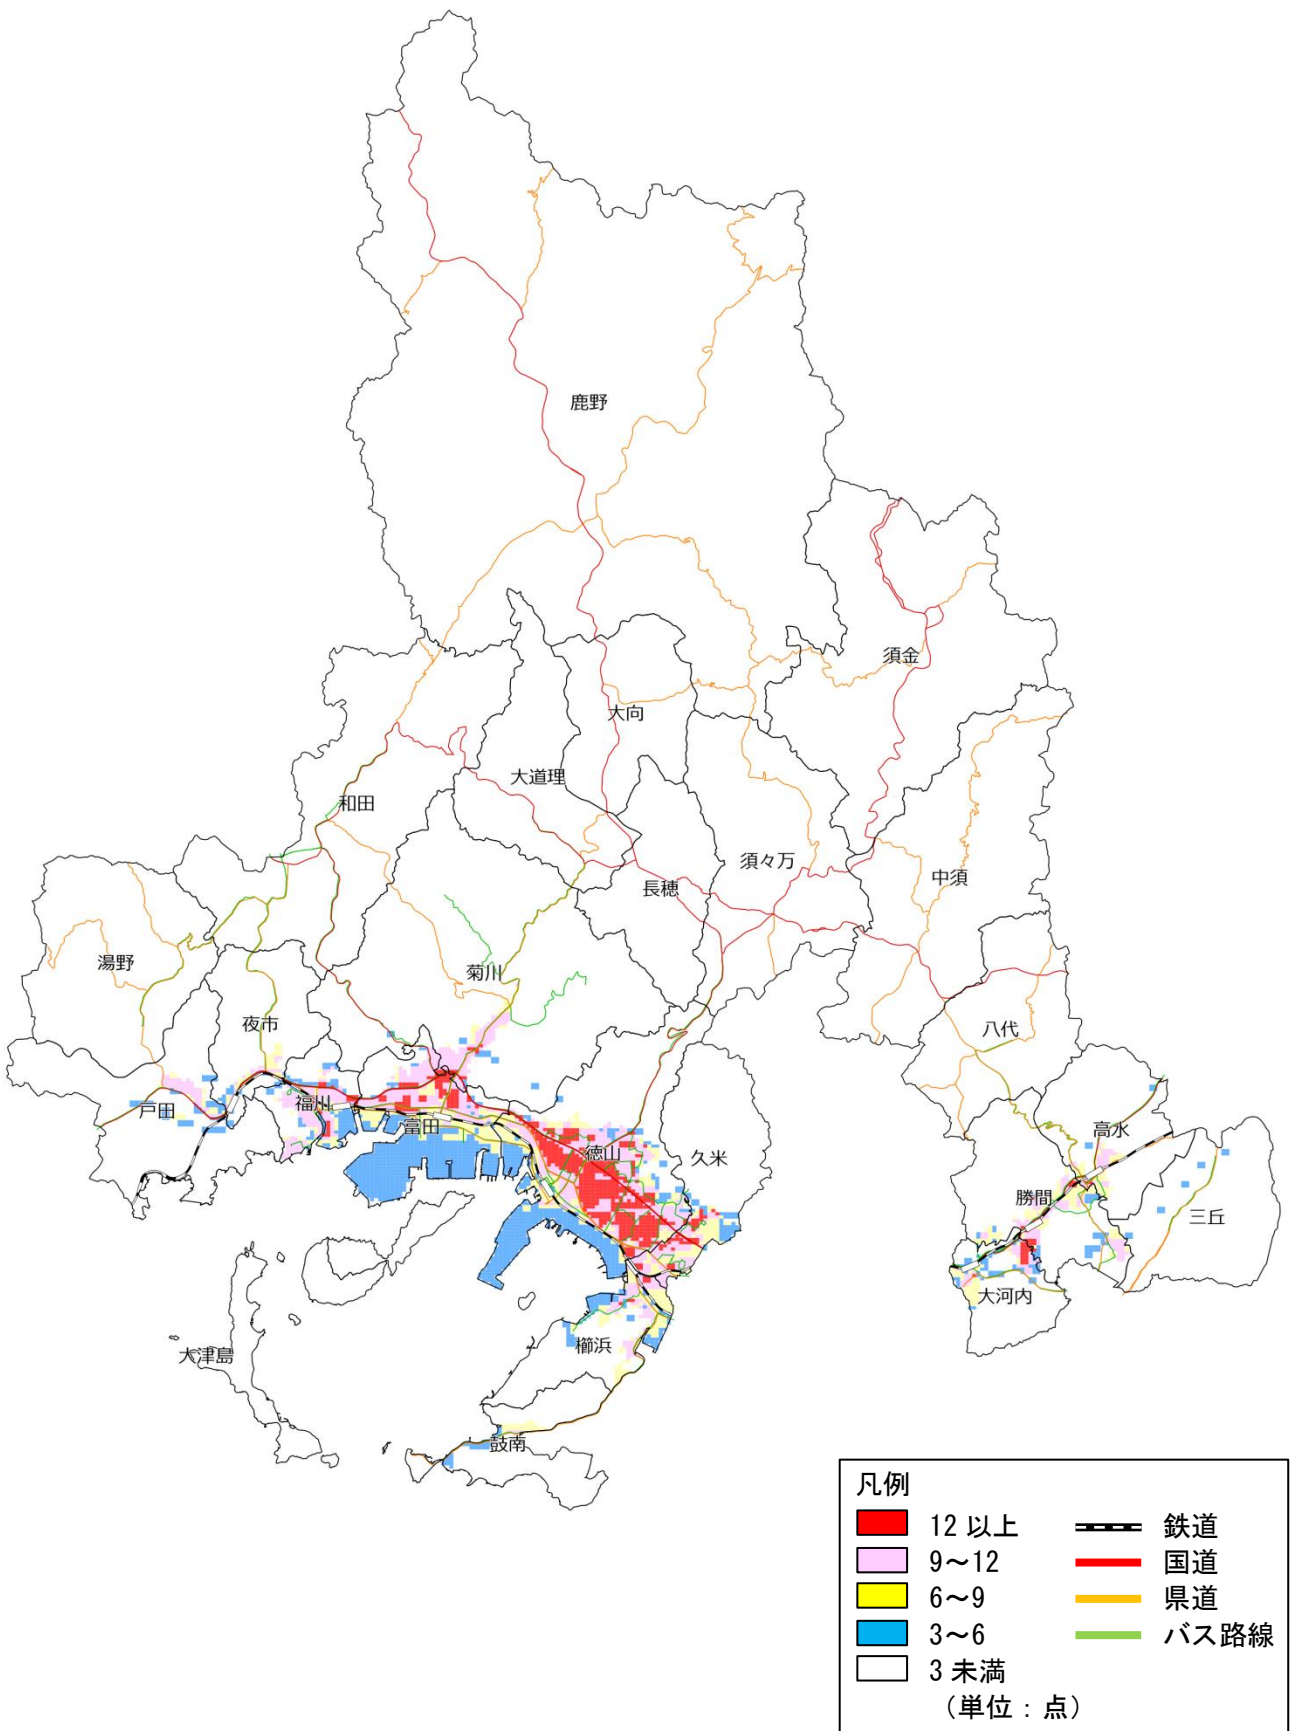 鹿野
須金
大向
大道理
和田
須々万
長穂
中須
湯野
菊川
夜市
八代
戸田
福川
富田
徳山
久米
高水
勝間
三丘
大河内
櫛浜
大津島
鼓南
凡例
12 以上
鉄道
9～12
国道
6～9
県道
3～6
バス路線
3 未満
（単位：点）